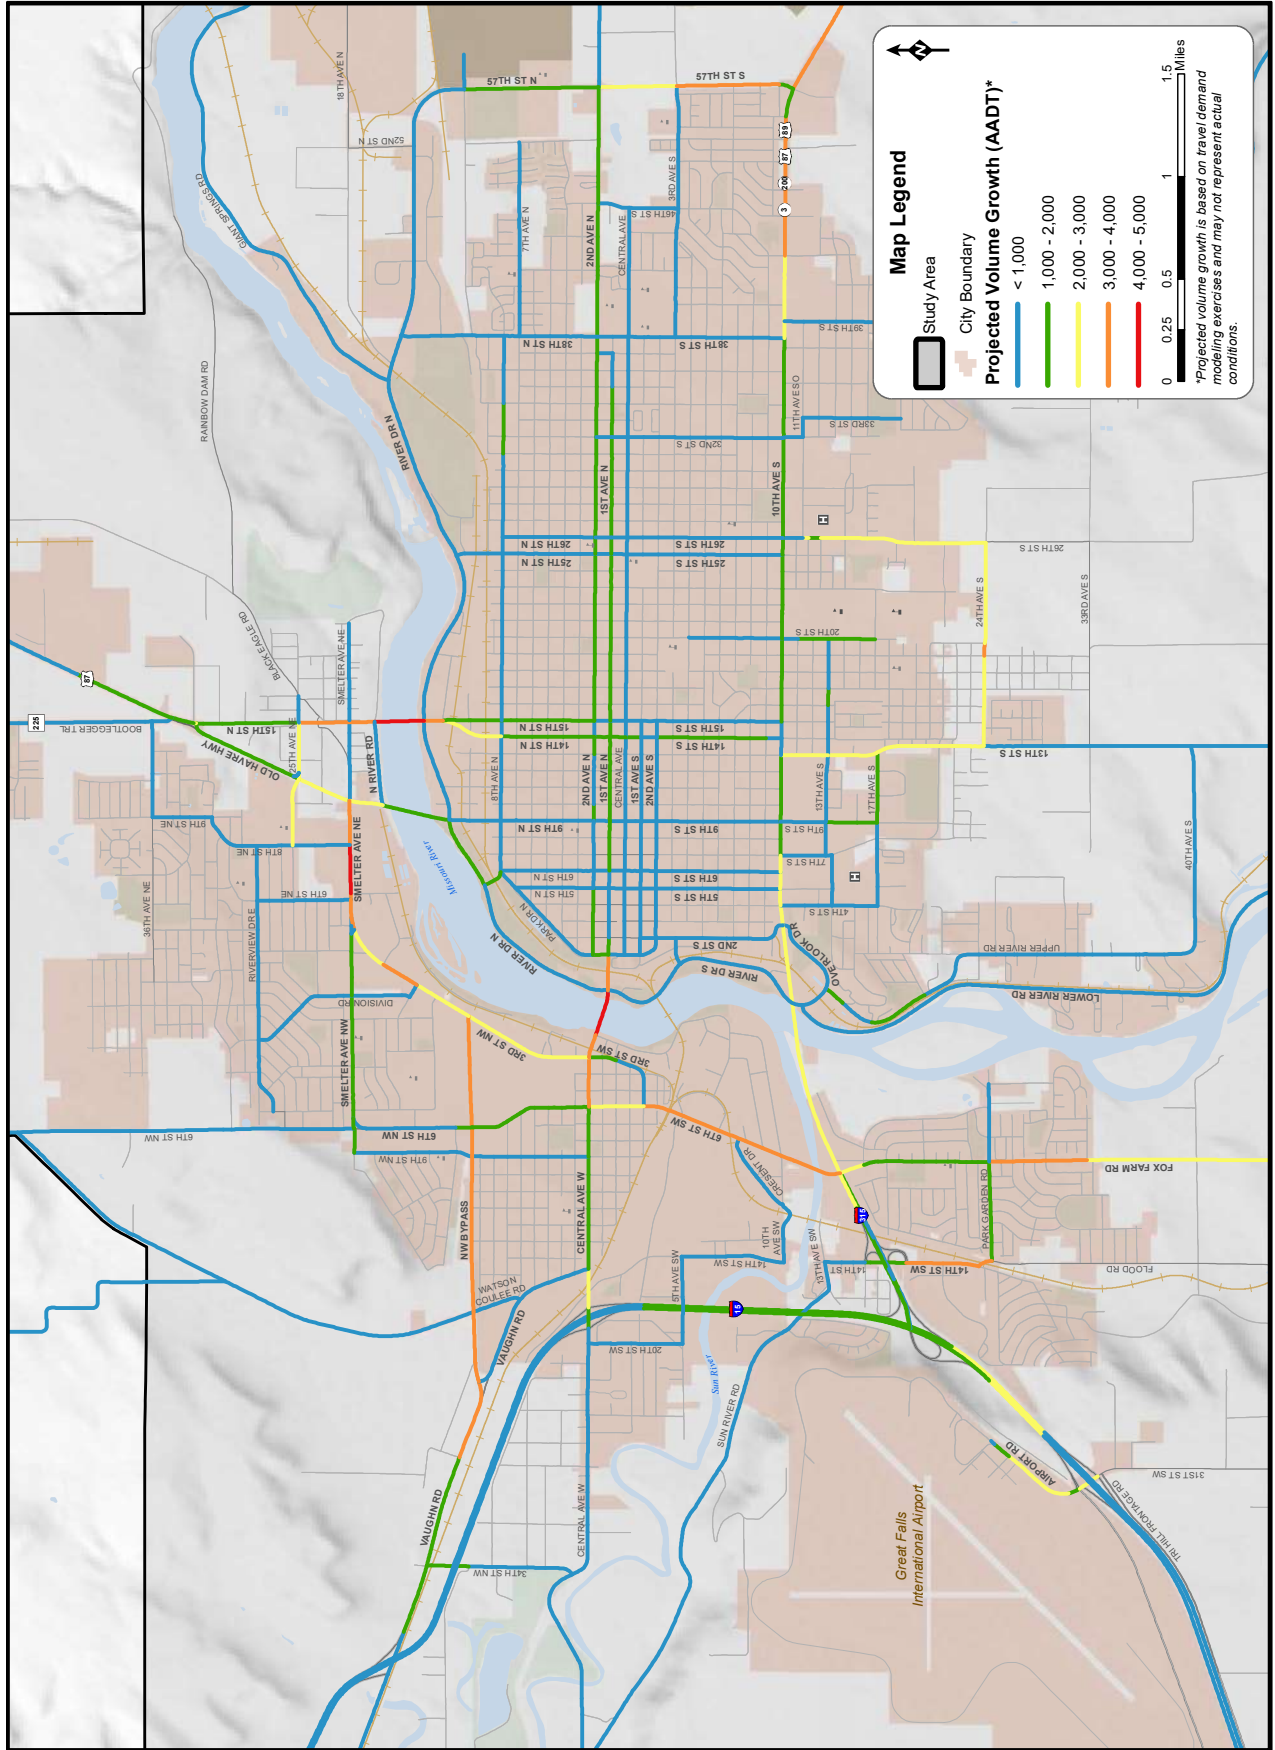 Map Legend
Study Area
City Boundary
Projected Volume Growth (AADT)*
< 1,000
1,000 - 2,000
2,000 - 3,000
3,000 - 4,000
4,000 - 5,000
0 0.25 0.5 1 1.5
Miles
*Projected volume growth is based on travel demand
modeling exercises and may not represent actual
conditions.
N
18TH AVE N
57TH ST N
57TH ST S
52ND ST N
GIANT SPRINGS RD
RAINBOW DAM RD
7TH AVE N
2ND AVE N
CENTRAL AVE
3RD AVE S
46TH ST S
38TH ST N
38TH ST S
39TH ST S
3
200
87
89
RIVER DR N
1ST AVE N
32ND ST S
10TH AVE S
11TH AVE SO
33RD ST S
26TH ST N
25TH ST N
26TH ST S
25TH ST S
H
26TH ST S
24TH AVE S
33RD AVE S
20TH ST S
BLACK EAGLE RD
SMELTER AVE NE
87
225
BOOTLEGGER TRL
15TH ST N
OLD HAVRE HWY
25TH AVE NE
N RIVER RD
15TH ST N
14TH ST N
15TH ST S
14TH ST S
8TH AVE N
2ND AVE N
1ST AVE N
CENTRAL AVE
1ST AVE S
2ND AVE S
13TH AVE S
17TH AVE S
13TH ST S
40TH AVE S
9TH ST NE
8TH ST NE
6TH ST NE
36TH AVE NE
RIVERVIEW DR E
SMELTER AVE NE
Missouri River
9TH ST N
9TH ST S
9TH ST S
7TH ST S
6TH ST N
5TH ST N
6TH ST S
5TH ST S
4TH ST S
H
PARK DR N
RIVER DR N
2ND ST S
RIVER DR S
OVERLOOK DR
UPPER RIVER RD
LOWER RIVER RD
DIVISION RD
SMELTER AVE NW
3RD ST NW
3RD ST SW
6TH ST NW
6TH ST NW
9TH ST NW
6TH ST SW
CRESENT DR
FOX FARM RD
PARK GARDEN RD
NW BYPASS
CENTRAL AVE W
10TH
AVE SW
13TH AVE SW
14TH ST SW
14TH ST
14TH ST SW
315
FLOOD RD
WATSON
COULEE RD
VAUGHN RD
5TH AVE SW
15
20TH ST SW
Sun River
SUN RIVER RD
VAUGHN RD
CENTRAL AVE W
34TH ST NW
Great Falls
International Airport
AIRPORT RD
TRI HILL FRONTAGE RD
31ST ST SW